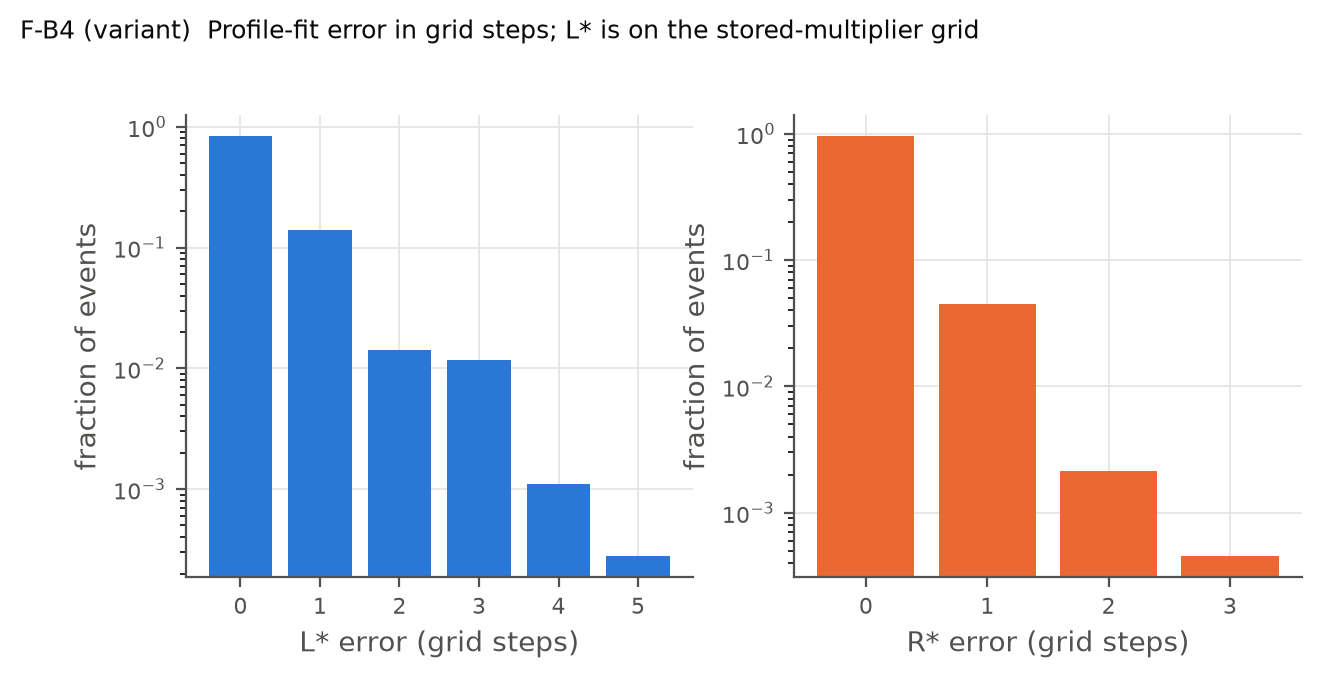 F-B4 (variant)  Profile-fit error in grid steps; L* is on the stored-multiplier grid
fraction of events
10⁰
10⁻¹
10⁻²
10⁻³
0 1 2 3 4 5
L* error (grid steps)
fraction of events
10⁰
10⁻¹
10⁻²
10⁻³
0 1 2 3
R* error (grid steps)